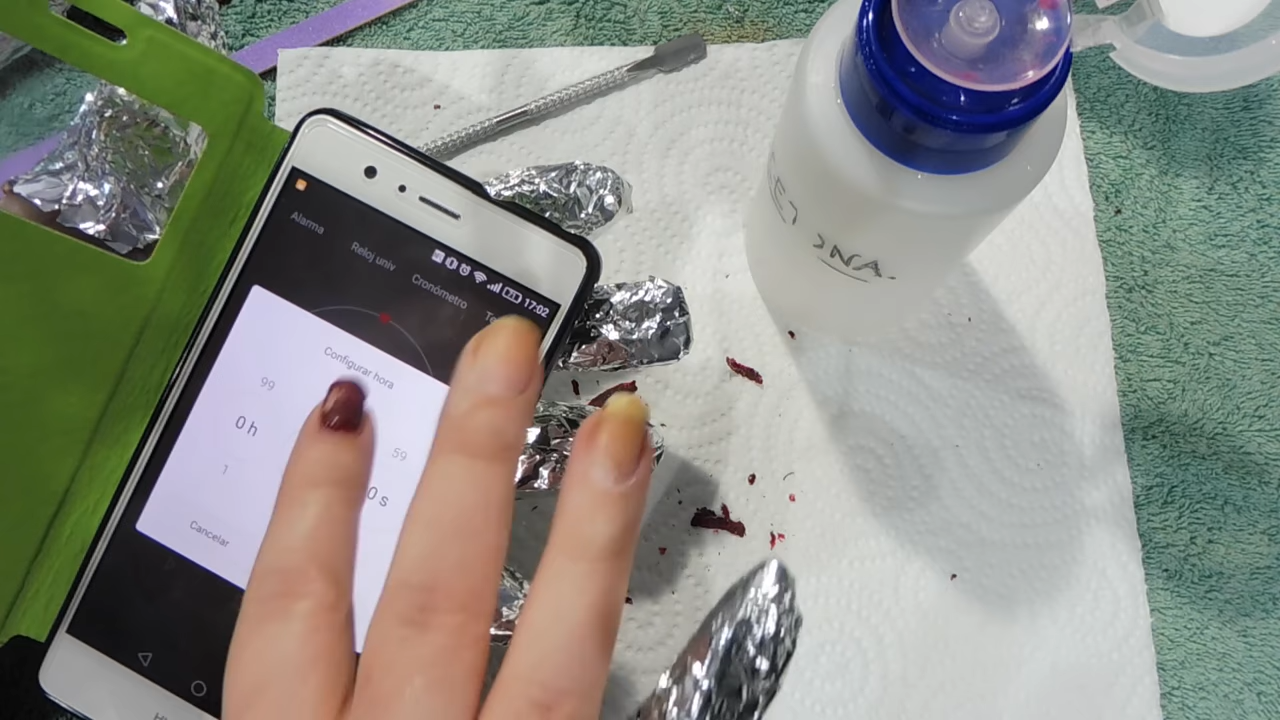 Alarma
Reloj univ
Cronómetro
17:02
Configurar hora
99
0 h
1
59
0 s
Cancelar